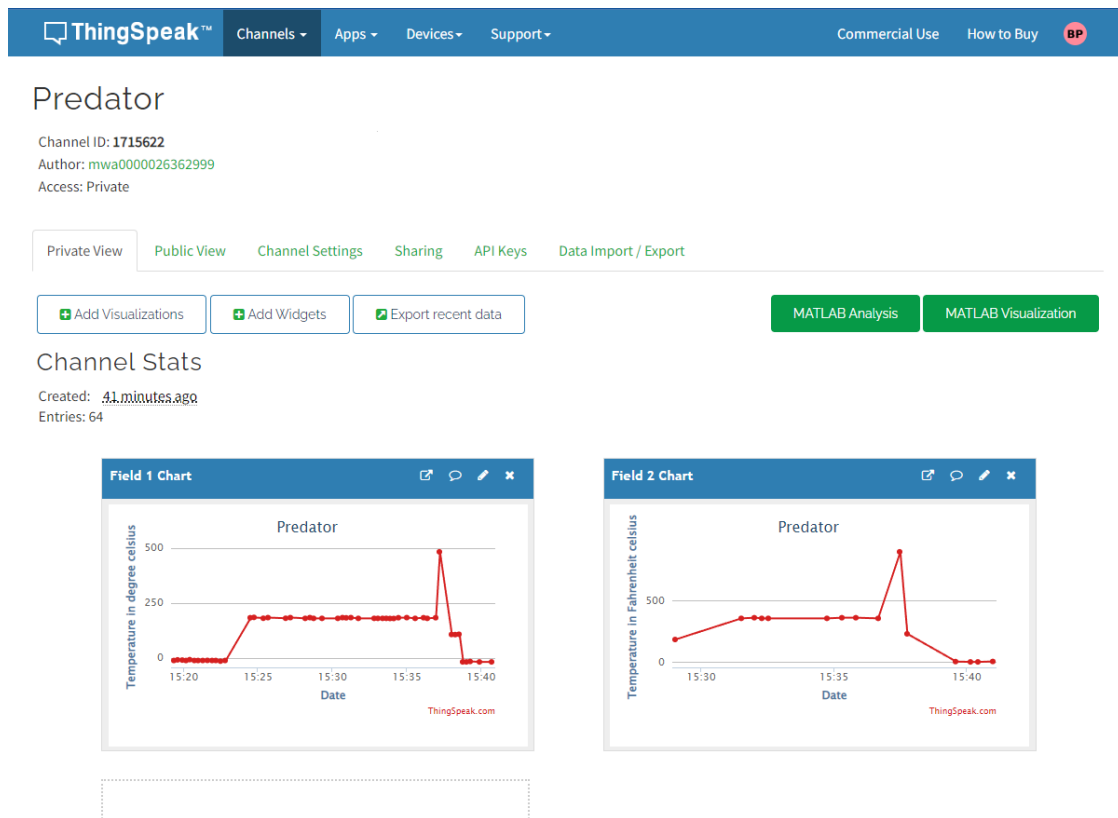 ThingSpeak™ Channels Apps Devices Support Commercial Use How to Buy BP
Predator
Channel ID: 1715622
Author: mwa0000026362999
Access: Private
Private View Public View Channel Settings Sharing API Keys Data Import / Export
Add Visualizations Add Widgets Export recent data MATLAB Analysis MATLAB Visualization
Channel Stats
Created: 41 minutes ago
Entries: 64
Field 1 Chart
Predator
Temperature in degree celsius
500
250
0
15:20 15:25 15:30 15:35 15:40
Date
ThingSpeak.com
Field 2 Chart
Predator
Temperature in Fahrenheit celsius
500
0
15:30 15:35 15:40
Date
ThingSpeak.com